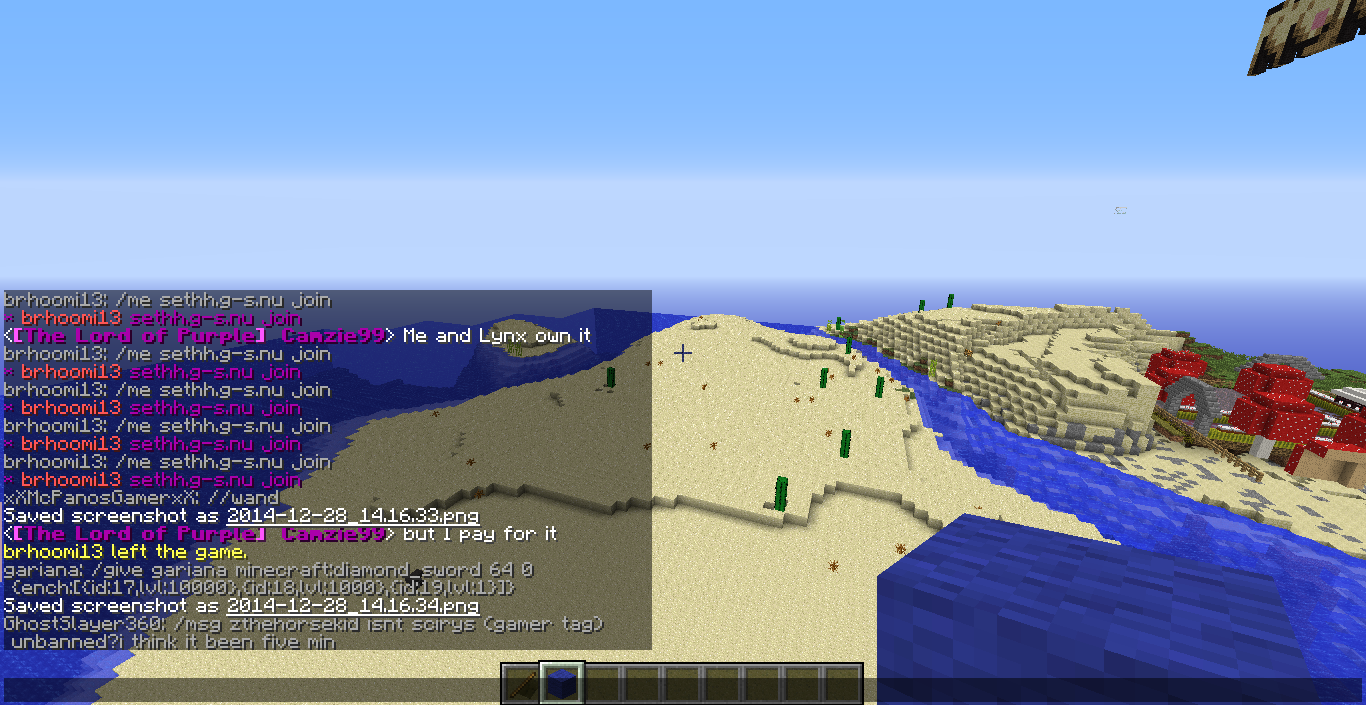 brhoomi13: /me sethh.g-s.nu join
* brhoomi13 sethh.g-s.nu join
<[The Lord of Purple] Camzie99> Me and Lynx own it
brhoomi13: /me sethh.g-s.nu join
* brhoomi13 sethh.g-s.nu join
brhoomi13: /me sethh.g-s.nu join
* brhoomi13 sethh.g-s.nu join
brhoomi13: /me sethh.g-s.nu join
* brhoomi13 sethh.g-s.nu join
brhoomi13: /me sethh.g-s.nu join
* brhoomi13 sethh.g-s.nu join
xXMcPanosGamerxX: //wand
Saved screenshot as 2014-12-28_14.16.33.png
<[The Lord of Purple] Camzie99> but I pay for it
brhoomi13 left the game.
gariana: /give gariana minecraft:diamond_sword 64 0
{ench:[{id:17,lvl:10000},{id:18,lvl:1000},{id:19,lvl:1}]}
Saved screenshot as 2014-12-28_14.16.34.png
GhostSlayer360: /msg zthehorsekid isnt scirys (gamer tag)
unbanned?i think it been five min